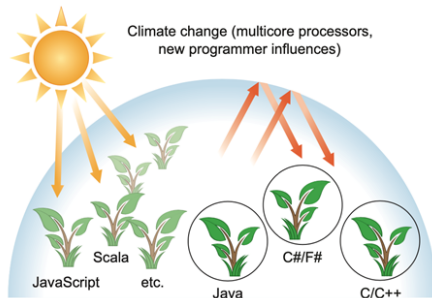 Climate change (multicore processors,
new programmer influences)
Scala
C#/F#
JavaScript
etc.
Java
C/C++